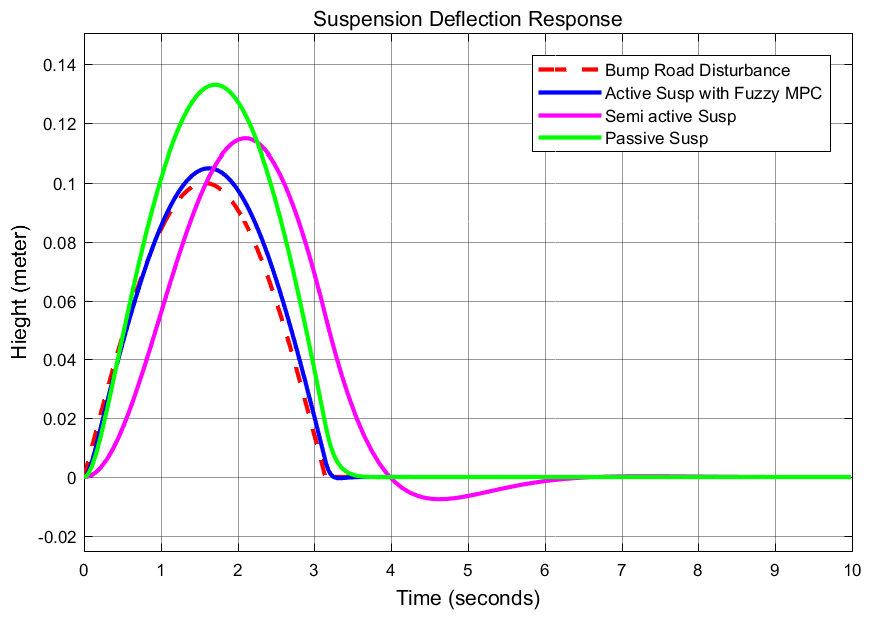 Suspension Deflection Response
0.14
0.12
0.1
0.08
0.06
0.04
0.02
0
-0.02
Hieght (meter)
Bump Road Disturbance
Active Susp with Fuzzy MPC
Semi active Susp
Passive Susp
0 1 2 3 4 5 6 7 8 9 10
Time (seconds)